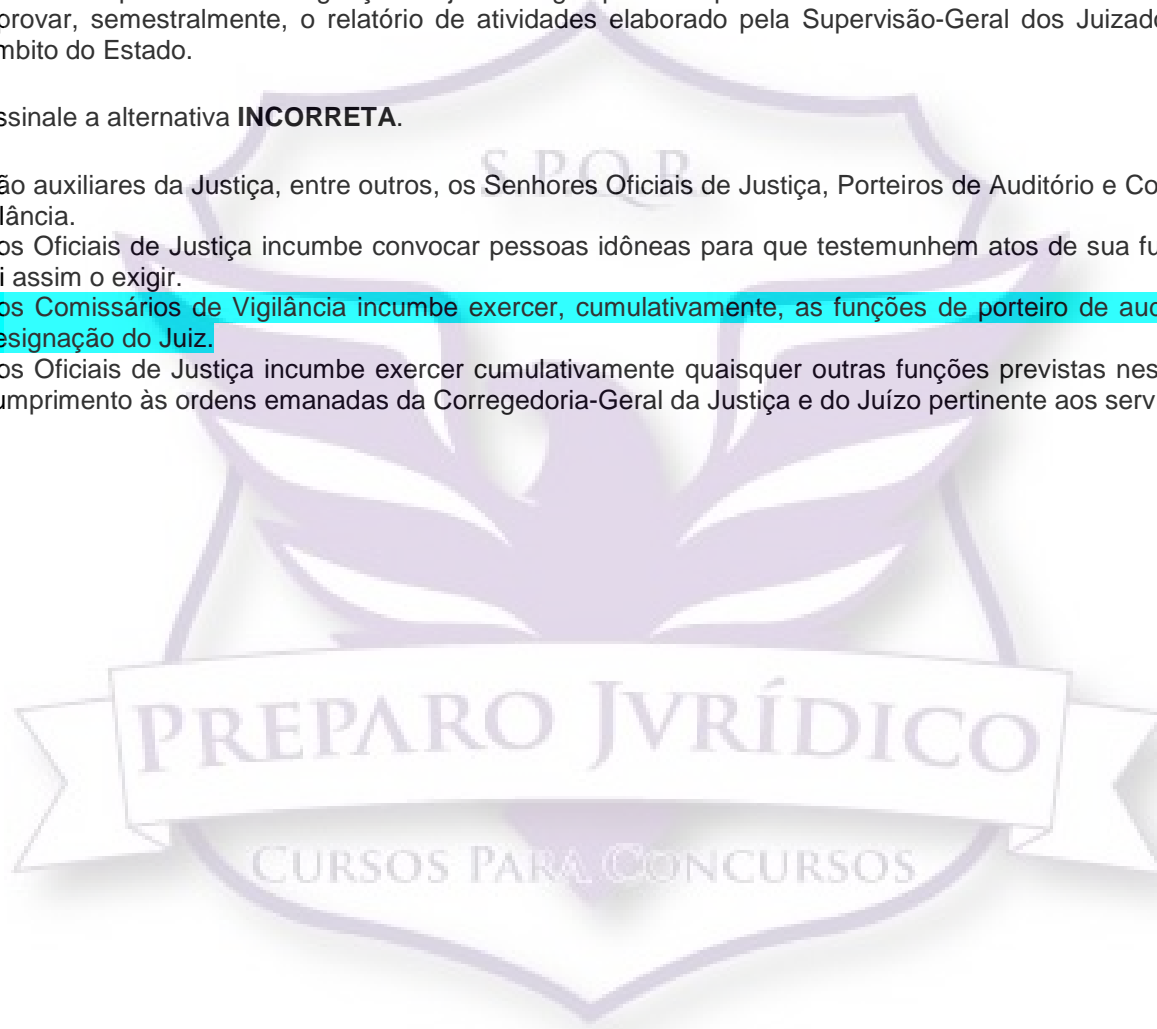 provar, semestralmente, o relatório de atividades elaborado pela Supervisão-Geral dos Juizado
mbito do Estado.
ssinale a alternativa INCORRETA.
S.P.Q.R.
ão auxiliares da Justiça, entre outros, os Senhores Oficiais de Justiça, Porteiros de Auditório e Co
lância.
os Oficiais de Justiça incumbe convocar pessoas idôneas para que testemunhem atos de sua fu
i assim o exigir.
os Comissários de Vigilância incumbe exercer, cumulativamente, as funções de porteiro de aud
esignação do Juiz.
os Oficiais de Justiça incumbe exercer cumulativamente quaisquer outras funções previstas nes
umprimento às ordens emanadas da Corregedoria-Geral da Justiça e do Juízo pertinente aos serv
PREPARO JVRÍDICO
CURSOS PARA CONCURSOS